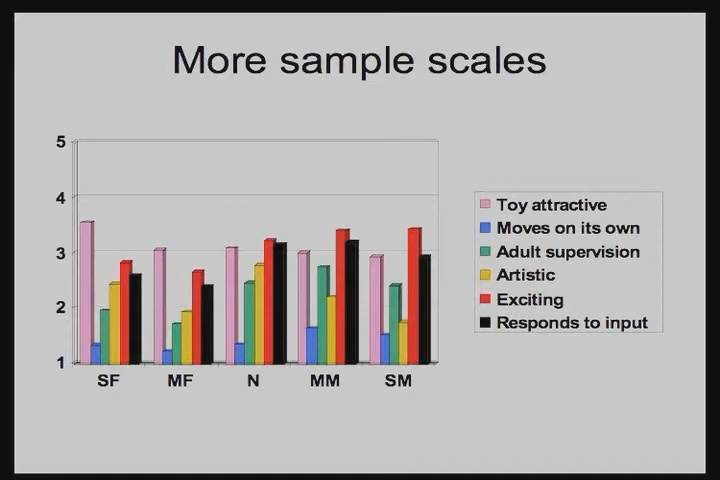 More sample scales
5
4
3
2
1
SF MF N MM SM
Toy attractive
Moves on its own
Adult supervision
Artistic
Exciting
Responds to input